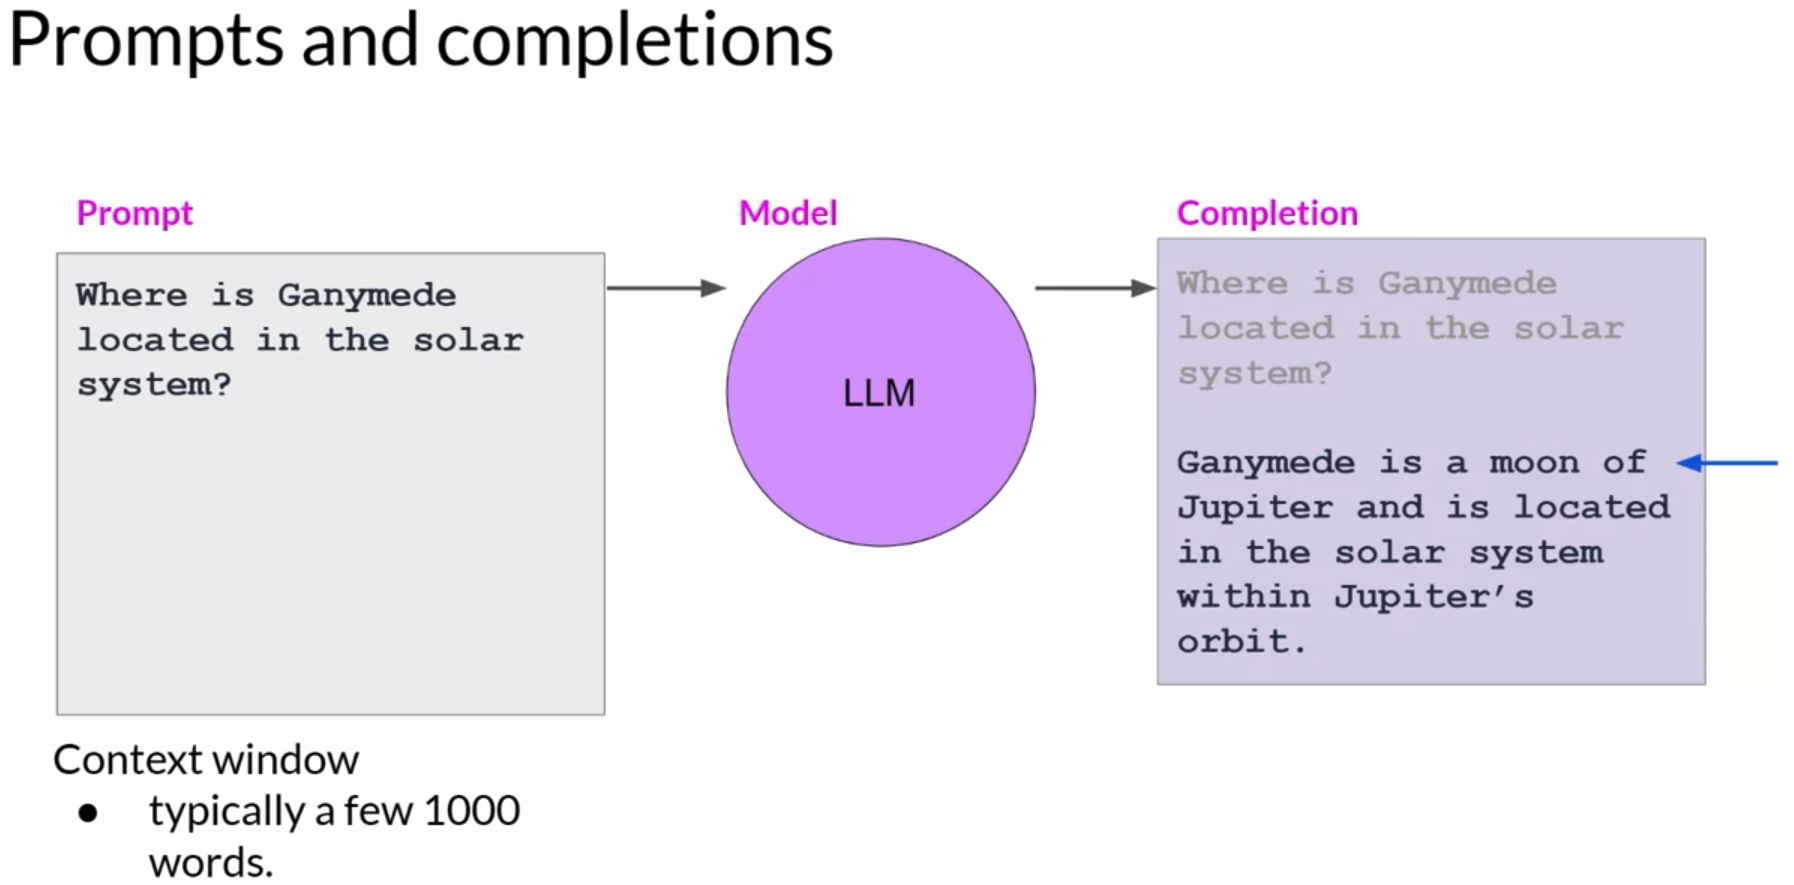 Prompts and completions
Prompt
Where is Ganymede
located in the solar
system?
Context window
● typically a few 1000
words.
Model
LLM
Completion
Where is Ganymede
located in the solar
system?
Ganymede is a moon of
Jupiter and is located
in the solar system
within Jupiter’s
orbit.